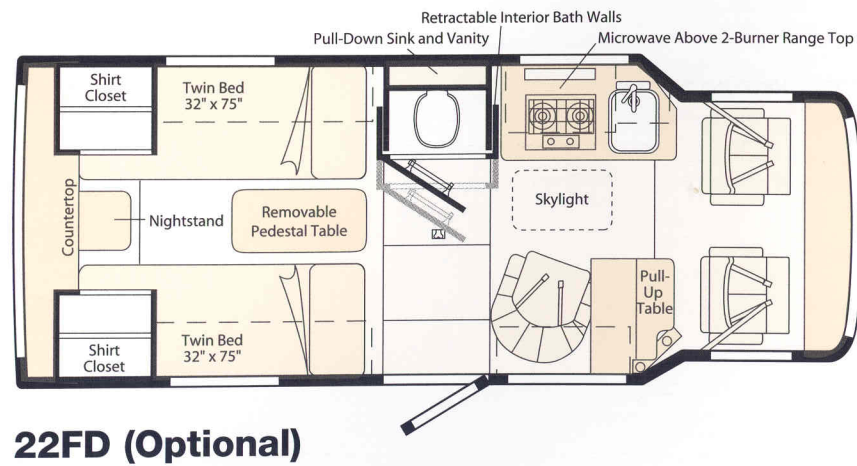 Retractable Interior Bath Walls
Pull-Down Sink and Vanity
Microwave Above 2-Burner Range Top
Shirt
Closet
Twin Bed
32" x 75"
Countertop
Nightstand
Removable
Pedestal Table
Skylight
Pull-
Up
Table
Twin Bed
32" x 75"
Shirt
Closet
22FD (Optional)